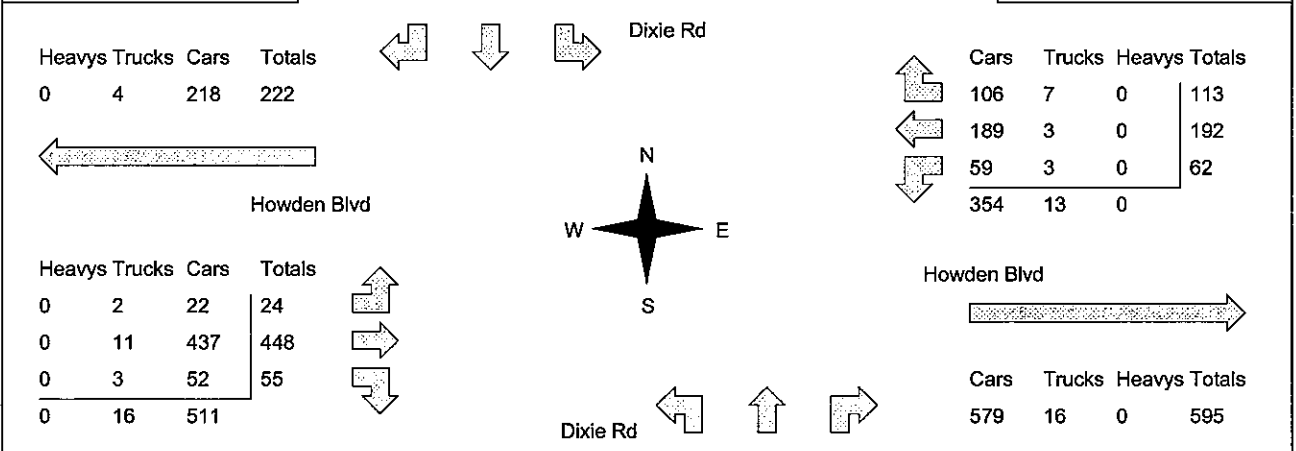 Dixie Rd
Heavys Trucks Cars Totals
0 4 218 222
Howden Blvd
Heavys Trucks Cars Totals
0 2 22 24
0 11 437 448
0 3 52 55
0 16 511
N
W E
S
Cars Trucks Heavys Totals
106 7 0 113
189 3 0 192
59 3 0 62
354 13 0
Howden Blvd
Cars Trucks Heavys Totals
579 16 0 595
Dixie Rd